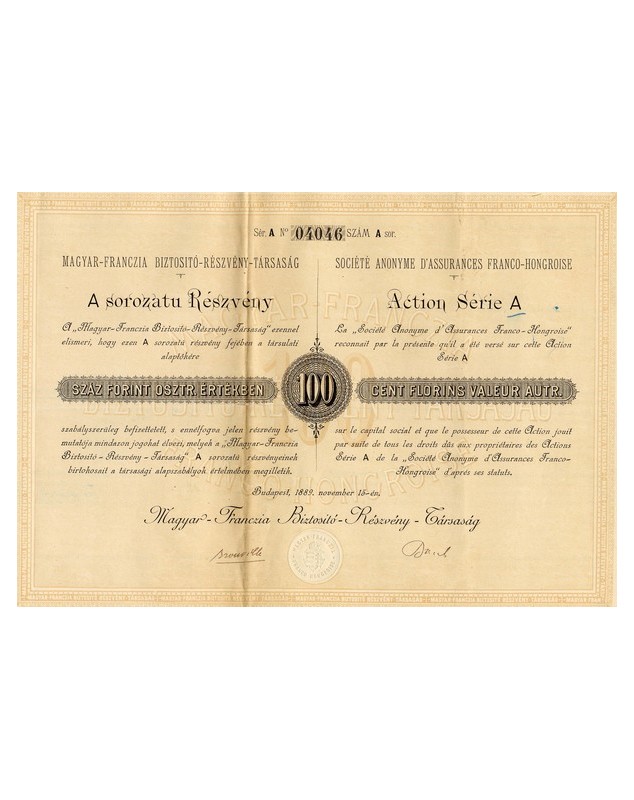 Sér. A Nº 04046 SZÁM A sor.
MAGYAR-FRANCZIA BIZTOSITÓ-RÉSZVÉNY-TÁRSASÁG
A sorozatu Részvény
A „Magyar-Franczia Biztositó-Részvény-Társaság" ezennel
elismeri, hogy ezen A sorozatú részvény fejében a társulati
alaptőkére
SZÁZ FORINT OSZTR. ÉRTÉKBEN
szabályszerüleg befizettetett, s ennélfogva jelen részvény be-
mutatója mindazon jogokat élvezi, melyek a „Magyar-Franczia
Biztositó-Részvény-Társaság" A sorozatú részvényeinek
birtokosait a társasági alapszabályok értelmében megilletik.
SOCIÉTÉ ANONYME D'ASSURANCES FRANCO-HONGROISE
Action Série A
La „Société Anonyme d'Assurances Franco-Hongroise"
reconnait par la présente qu'il a été versé sur cette Action
Série A
100
CENT FLORINS VALEUR AUTR.
sur le capital social et que le possesseur de cette Action jouit
par suite de tous les droits dûs aux propriétaires des Actions
Série A de la „Société Anonyme d'Assurances Franco-
Hongroise" d'après ses statuts.
Budapest, 1889. november 15-én.
Magyar-Franczia Biztositó-Részvény-Társaság